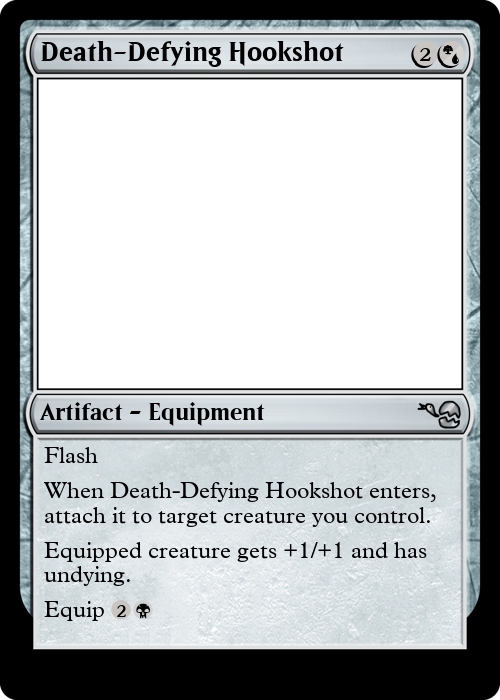 Death-Defying Hookshot 2
Artifact - Equipment
Flash
When Death-Defying Hookshot enters,
attach it to target creature you control.
Equipped creature gets +1/+1 and has
undying.
Equip 2